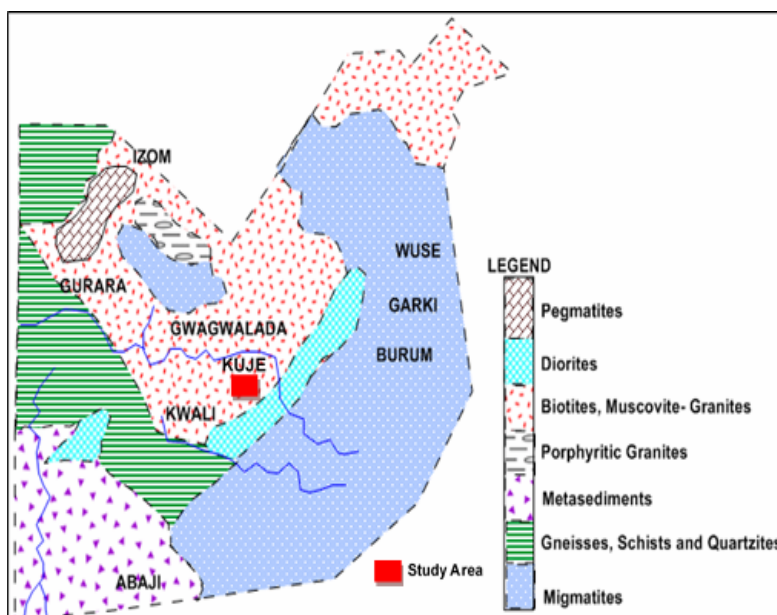 IZOM
WUSE
LEGEND
GURARA
Pegmatites
GARKI
GWAGWALADA
BURUM
KUJE
Diorites
KWALI
Biotites, Muscovite- Granites
Porphyritic Granites
Metasediments
Gneisses, Schists and Quartzites
ABAJI
Study Area
Migmatites